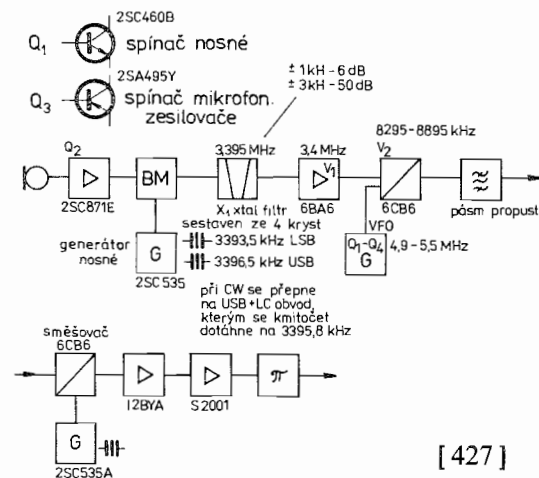 2SC460B
Q1
spínač nosné
2SA495Y
Q3
spínač mikrofon.
zesilovače
± 1kH - 6 dB
± 3kH - 50 dB
Q2
2SC871E
BM
3,395 MHz
X1 xtal filtr
sestaven ze 4 kryst
3,4 MHz
V1
6BA6
8295-8895 kHz
V2
6CB6
pásm propust
generátor
nosné
G
2SC535
3393,5 kHz LSB
3396,5 kHz USB
VFO
Q1-Q4
G
4,9-5,5 MHz
při CW se přepne
na USB+LC obvod,
kterým se kmitočet
dotáhne na 3395,8 kHz
směšovač
6CB6
12BYA
S2001
π
G
2SC535A
[427]